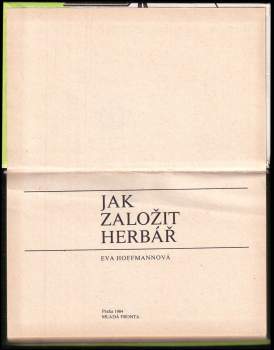 JAK
ZALOŽIT
HERBÁŘ
EVA HOFFMANNOVÁ
Praha 1984
MLADÁ FRONTA